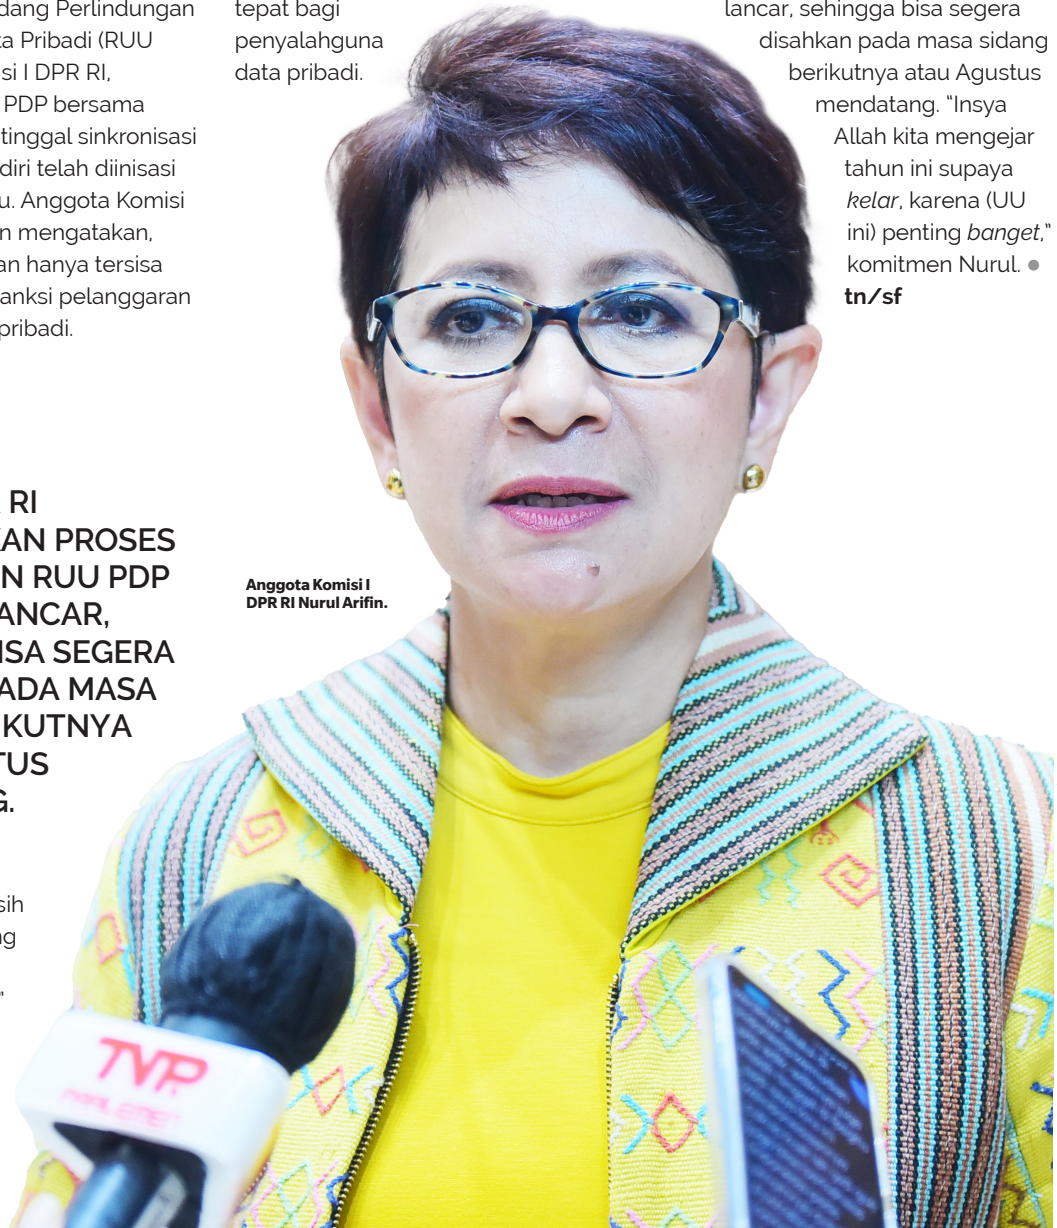 dang Perlindungan
ta Pribadi (RUU
si I DPR RI,
PDP bersama
tinggal sinkronisasi
diri telah diinisasi
u. Anggota Komisi
n mengatakan,
an hanya tersisa
anksi pelanggaran
pribadi.
tepat bagi
penyalahguna
data pribadi.
lancar, sehingga bisa segera
disahkan pada masa sidang
berikutnya atau Agustus
mendatang. “Insya
Allah kita mengejar
tahun ini supaya
kelar, karena (UU
ini) penting banget,”
komitmen Nurul. ●
tn/sf
RI
KAN PROSES
N RUU PDP
ANCAR,
ISA SEGERA
ADA MASA
IKUTNYA
TUS
G.
sih
ng
"
Anggota Komisi I
DPR RI Nurul Arifin.
TVP
PARLEMEN